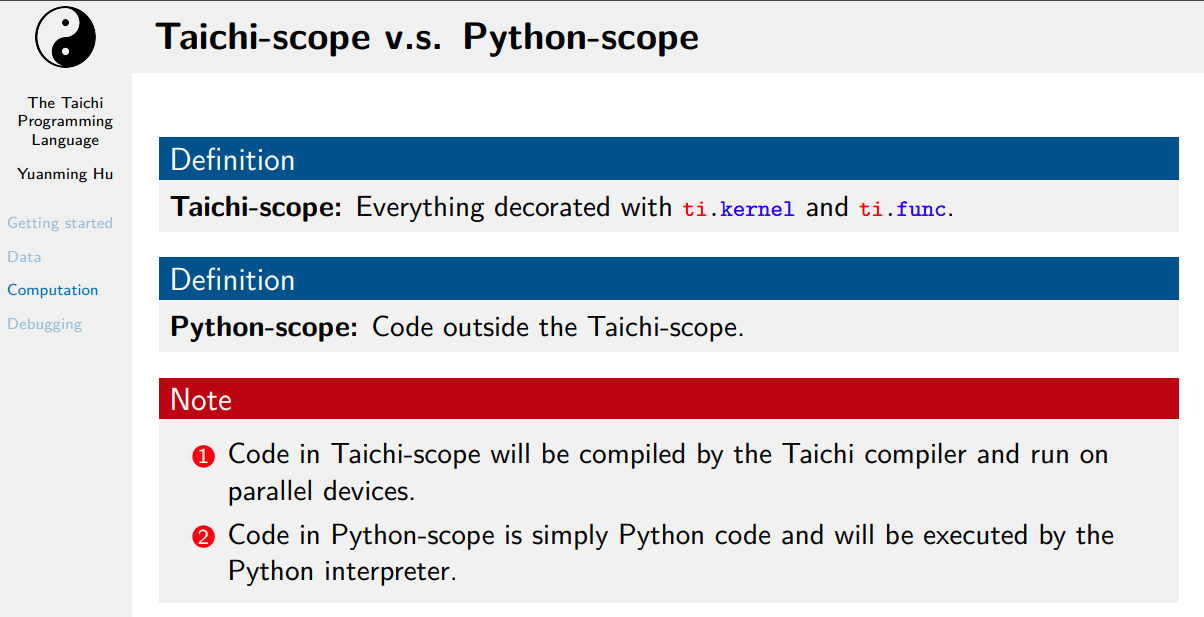 Taichi-scope v.s. Python-scope
The Taichi
Programming
Language
Yuanming Hu
Getting started
Data
Computation
Debugging
Definition
Taichi-scope: Everything decorated with ti.kernel and ti.func.
Definition
Python-scope: Code outside the Taichi-scope.
Note
1 Code in Taichi-scope will be compiled by the Taichi compiler and run on
parallel devices.
2 Code in Python-scope is simply Python code and will be executed by the
Python interpreter.